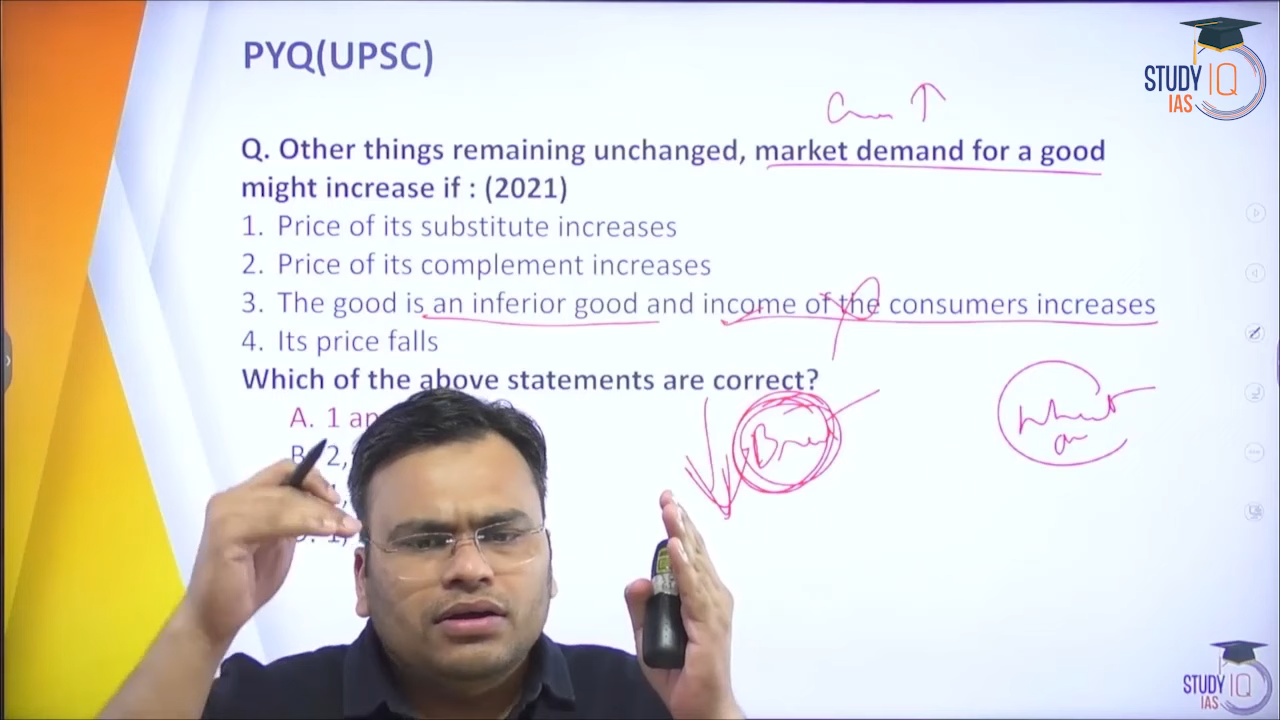 PYQ(UPSC)
STUDY IQ
IAS
Q. Other things remaining unchanged, market demand for a good
might increase if : (2021)
1. Price of its substitute increases
2. Price of its complement increases
3. The good is an inferior good and income of the consumers increases
4. Its price falls
Which of the above statements are correct?
A. 1
B. 2,
STUDY IQ
IAS